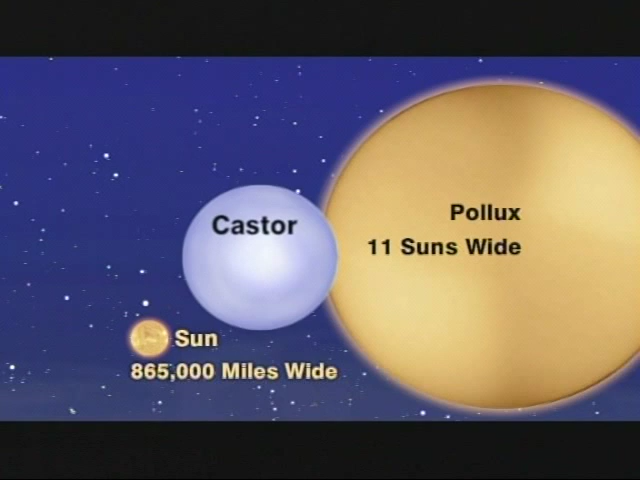 Castor
Pollux
11 Suns Wide
Sun
865,000 Miles Wide